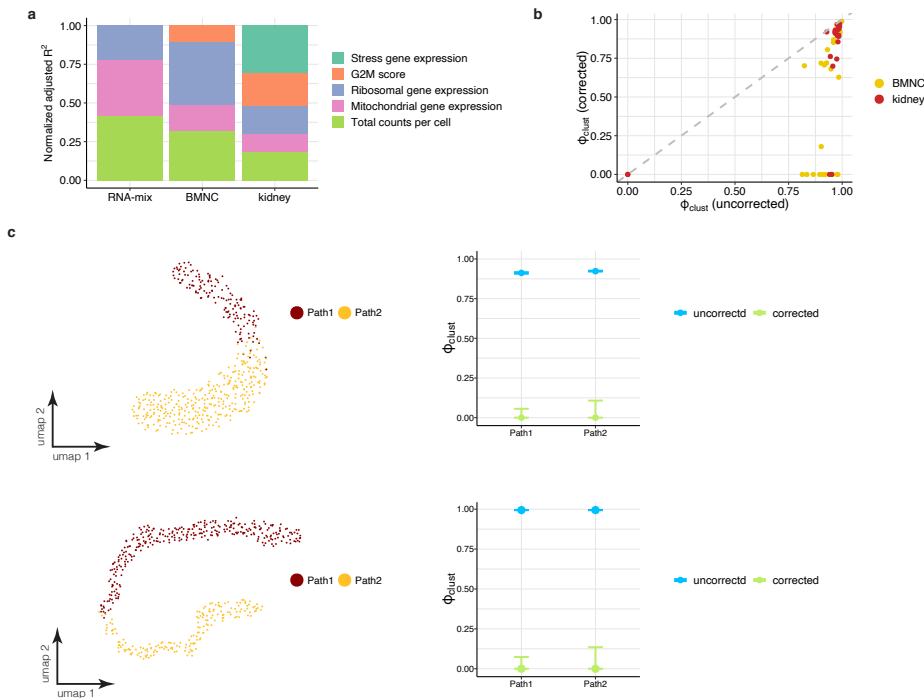 a
Normalized adjusted R²
1.00
0.75
0.50
0.25
0.00
RNA-mix
BMNC
kidney
Stress gene expression
G2M score
Ribosomal gene expression
Mitochondrial gene expression
Total counts per cell
b
ϕclust (corrected)
1.00
0.75
0.50
0.25
0.00
0.00
0.25
0.50
0.75
1.00
ϕclust (uncorrected)
BMNC
kidney
c
Path1 Path2
umap 2
umap 1
ϕclust
1.00
0.75
0.50
0.25
0.00
Path1
Path2
uncorrectd corrected
Path1 Path2
umap 2
umap 1
ϕclust
1.00
0.75
0.50
0.25
0.00
Path1
Path2
uncorrectd corrected